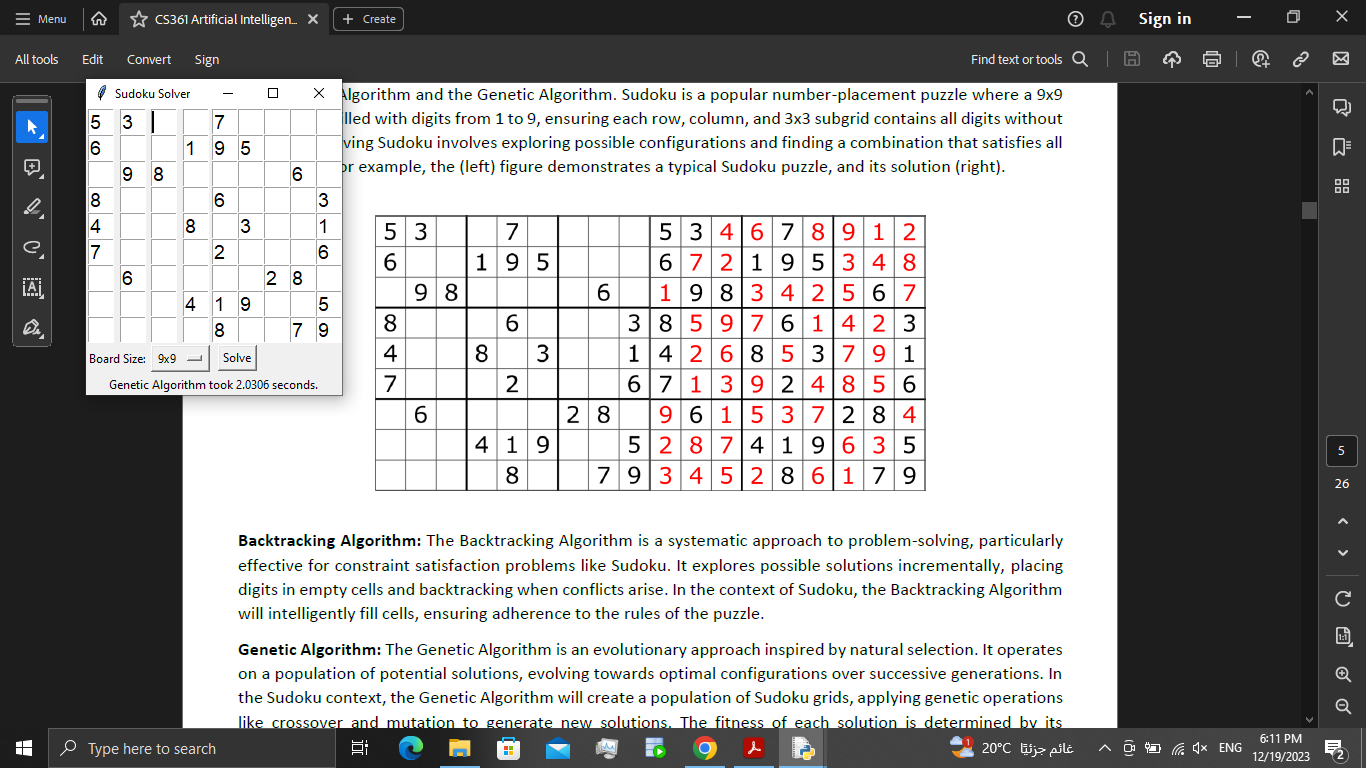 Menu
CS361 Artificial Intelligen...
+ Create
Sign in
All tools Edit Convert Sign
Find text or tools
Sudoku Solver
5 3 7
6 1 9 5
9 8 6
8 6 3
4 8 3 1
7 2 6
6 2 8
4 1 9 5
8 7 9
Board Size: 9x9 Solve
Genetic Algorithm took 2.0306 seconds.
Algorithm and the Genetic Algorithm. Sudoku is a popular number-placement puzzle where a 9x9
lled with digits from 1 to 9, ensuring each row, column, and 3x3 subgrid contains all digits without
ving Sudoku involves exploring possible configurations and finding a combination that satisfies all
or example, the (left) figure demonstrates a typical Sudoku puzzle, and its solution (right).
5 3 7 5 3 4 6 7 8 9 1 2
6 1 9 5 6 7 2 1 9 5 3 4 8
9 8 6 1 9 8 3 4 2 5 6 7
8 6 3 8 5 9 7 6 1 4 2 3
4 8 3 1 4 2 6 8 5 3 7 9 1
7 2 6 7 1 3 9 2 4 8 5 6
6 2 8 9 6 1 5 3 7 2 8 4
4 1 9 5 2 8 7 4 1 9 6 3 5
8 7 9 3 4 5 2 8 6 1 7 9
Backtracking Algorithm: The Backtracking Algorithm is a systematic approach to problem-solving, particularly
effective for constraint satisfaction problems like Sudoku. It explores possible solutions incrementally, placing
digits in empty cells and backtracking when conflicts arise. In the context of Sudoku, the Backtracking Algorithm
will intelligently fill cells, ensuring adherence to the rules of the puzzle.
Genetic Algorithm: The Genetic Algorithm is an evolutionary approach inspired by natural selection. It operates
on a population of potential solutions, evolving towards optimal configurations over successive generations. In
the Sudoku context, the Genetic Algorithm will create a population of Sudoku grids, applying genetic operations
like crossover and mutation to generate new solutions. The fitness of each solution is determined by its
5
26
1:1
Type here to search
1
20°C غائم جزئيًا
ENG
6:11 PM
12/19/2023
2